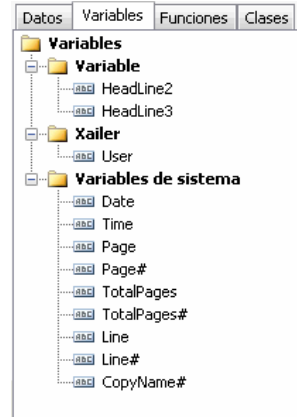 Datos Variables Funciones Clases
Variables
Variable
HeadLine2
HeadLine3
Xailer
User
Variables de sistema
Date
Time
Page
Page#
TotalPages
TotalPages#
Line
Line#
CopyName#